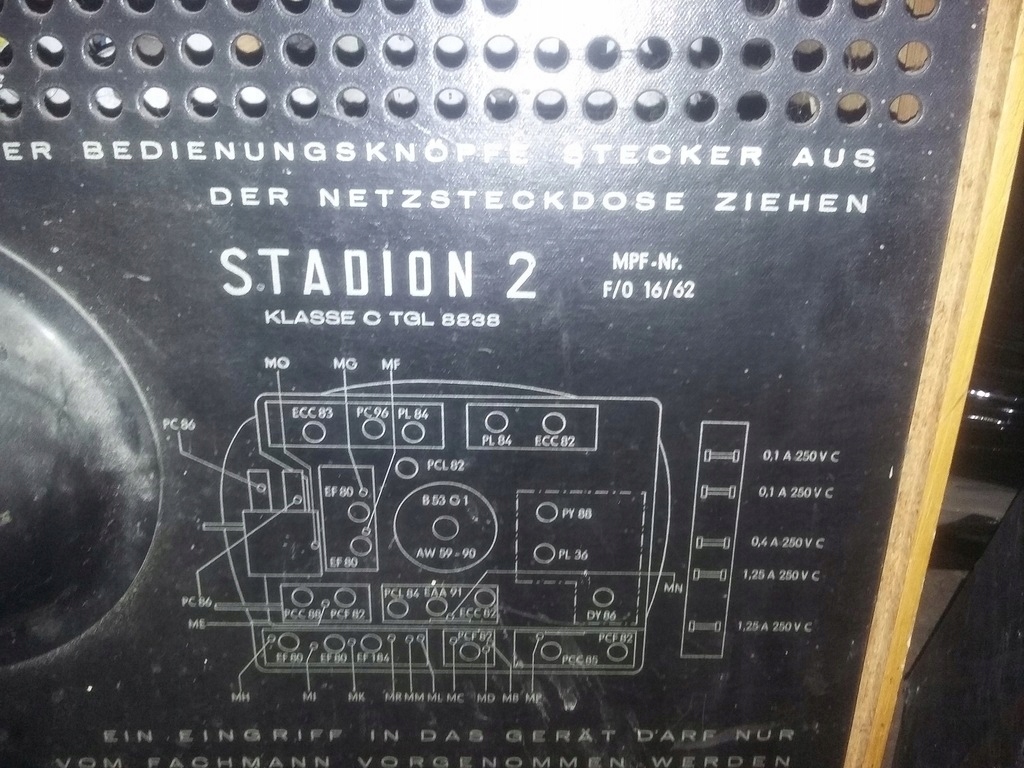 ER BEDIENUNGSKNÖPFE STECKER AUS
DER NETZSTECKDOSE ZIEHEN
STADION 2
MPF-Nr.
F/O 16/62
KLASSE C TGL 8838
MO MG MF
PC 86
ECC 83 PC 96 PL 84
PL 84 ECC 82
PCL 82
0,1 A 250 V C
EF 80
B 53 G 1
0,1 A 250 V C
PY 88
AW 59-90
PL 36
0,4 A 250 V C
EF 80
1,25 A 250 V C
PC 86
PCC 88 PCF 82
PL 84 EAA 91
ECC 82
MN
DY 86
ME
1,25 A 250 V C
EF 80 EF 80 EF 184
PCF 82
PCC 85
PCF 82
MH MI MK MR MM ML MC MD MB MP
EIN EINGRIFF IN DAS GERÄT DARF NUR
VOM FACHMANN VORGENOMMEN WERDEN